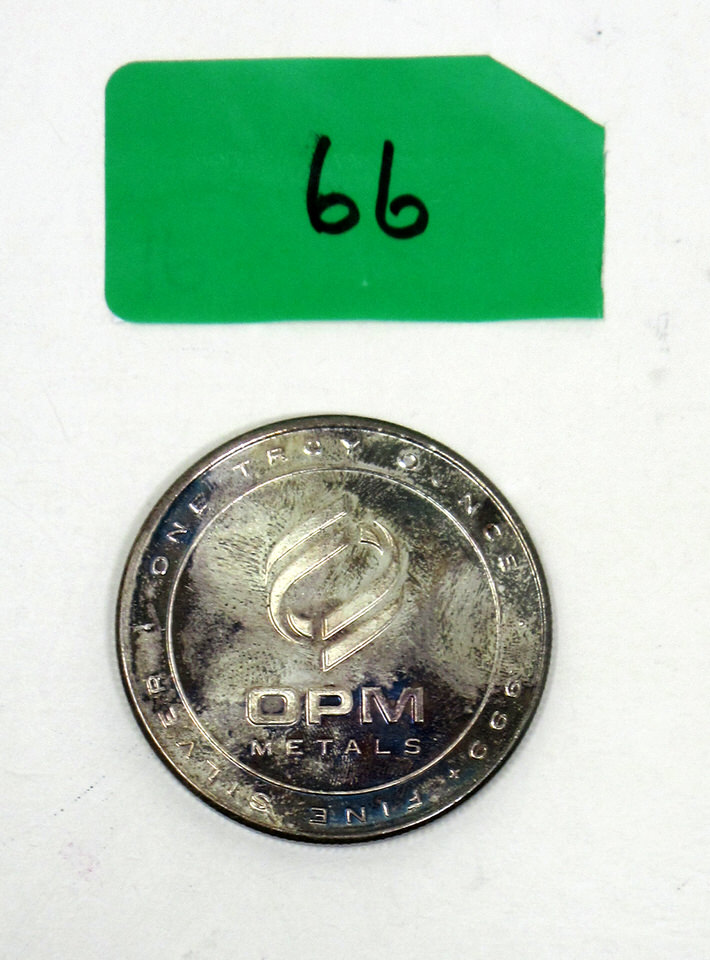 66
ONE TROY OUNCE .999+ FINE SILVER |
OPM
METALS